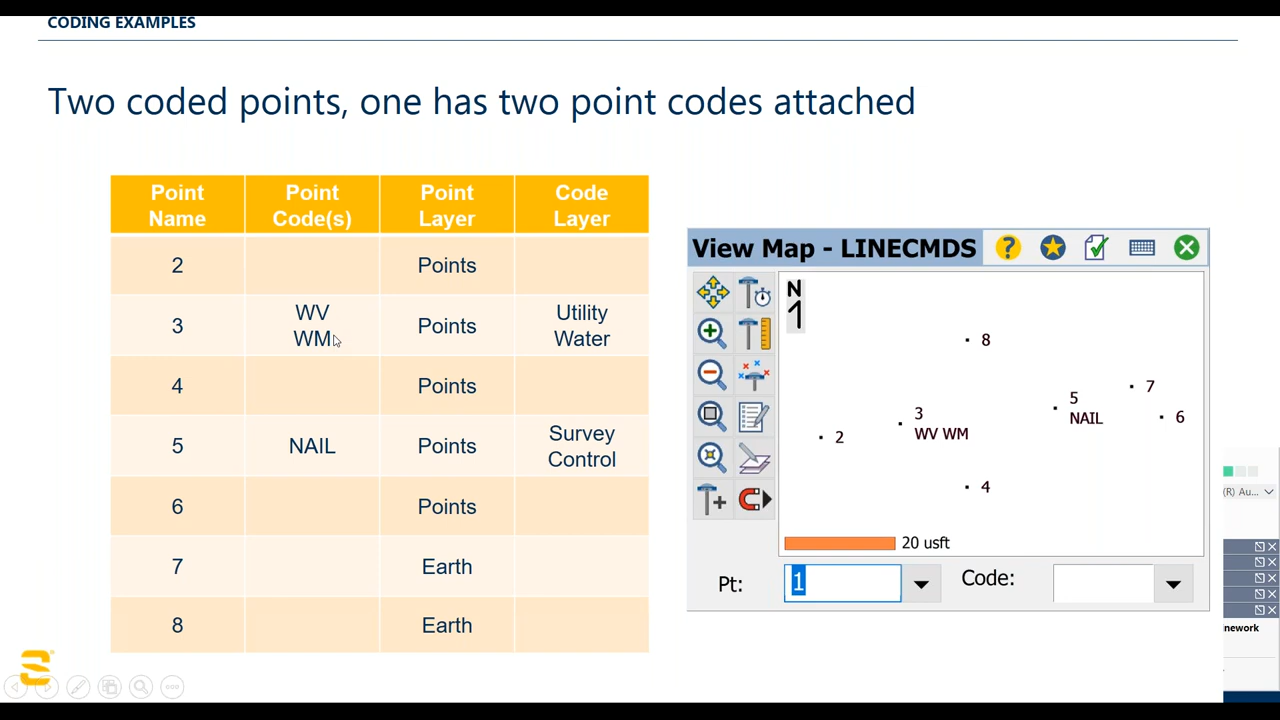 CODING EXAMPLES
Two coded points, one has two point codes attached
Point Name
Point Code(s)
Point Layer
Code Layer
2
Points
3
WV
WM
Points
Utility
Water
4
Points
5
NAIL
Points
Survey
Control
6
Points
7
Earth
8
Earth
View Map - LINECMDS
N
8
7
5
NAIL
6
3
WV WM
2
4
20 usft
Pt:
1
Code:
(R) Au...
nework